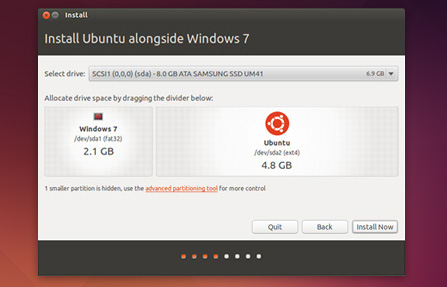 Install
Install Ubuntu alongside Windows 7
Select drive: SCSI1 (0,0,0) (sda) - 8.0 GB ATA SAMSUNG SSD UM41 6.9 GB
Allocate drive space by dragging the divider below:
Windows 7
/dev/sda1 (fat32)
2.1 GB
Ubuntu
/dev/sda2 (ext4)
4.8 GB
1 smaller partition is hidden, use the advanced partitioning tool for more control
Quit Back Install Now